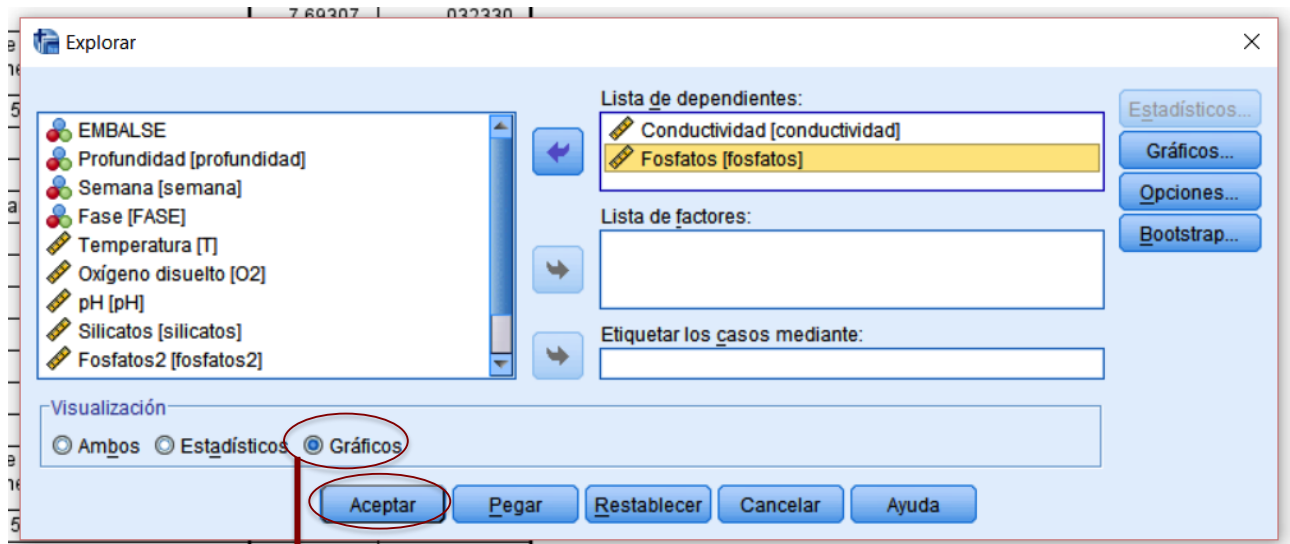 7,69307 ,032330
Explorar
Lista de dependientes:
EMBALSE
Profundidad [profundidad]
Semana [semana]
Fase [FASE]
Temperatura [T]
Oxígeno disuelto [O2]
pH [pH]
Silicatos [silicatos]
Fosfatos2 [fosfatos2]
Conductividad [conductividad]
Fosfatos [fosfatos]
Lista de factores:
Etiquetar los casos mediante:
Estadísticos...
Gráficos...
Opciones...
Bootstrap...
Visualización
Ambos Estadísticos Gráficos
Aceptar Pegar Restablecer Cancelar Ayuda